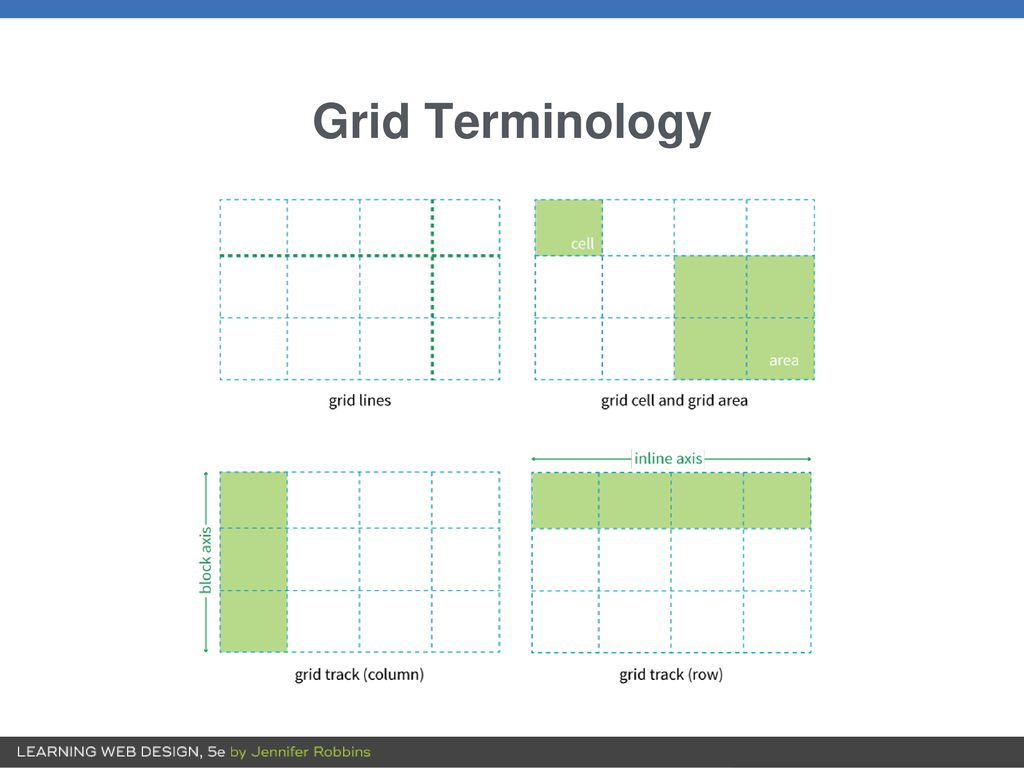 Grid Terminology
cell
area
grid lines
grid cell and grid area
inline axis
block axis
grid track (column)
grid track (row)
LEARNING WEB DESIGN, 5e by Jennifer Robbins